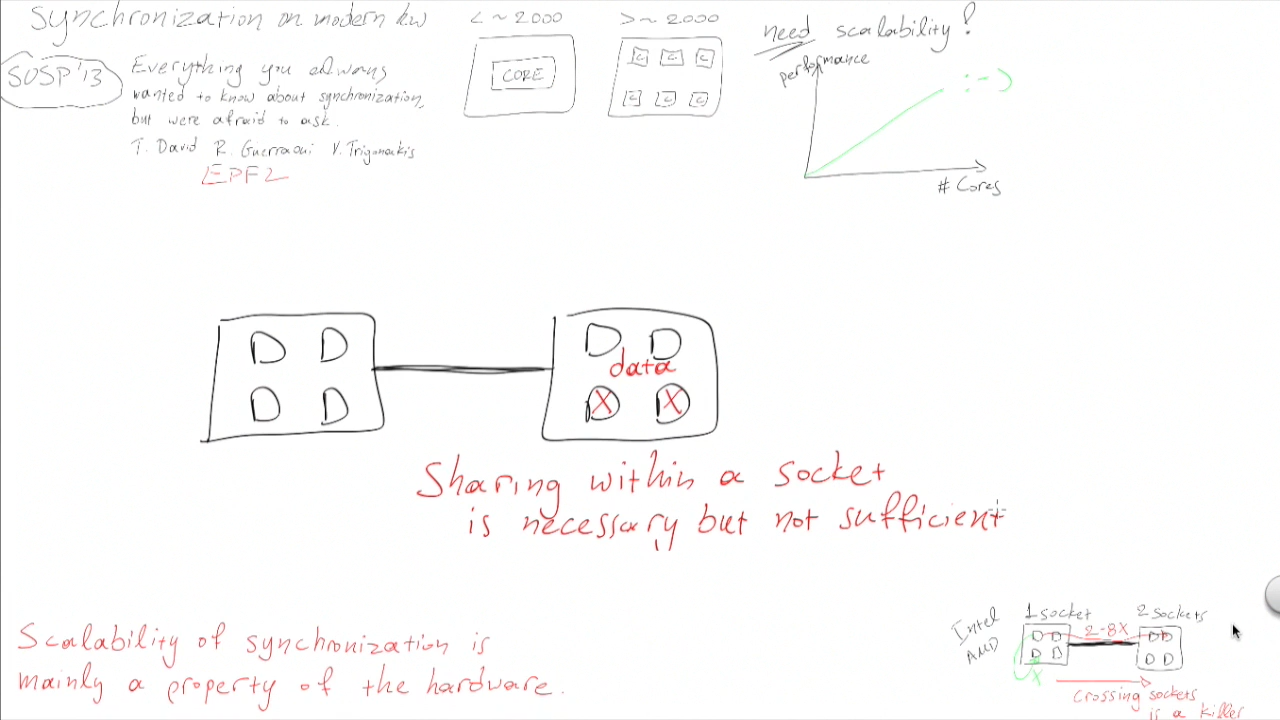 Synchronization on modern hw
SOSP'13
Everything you always
wanted to know about synchronization,
but were afraid to ask.
T. David R. Guerraoui V. Trigonakis
EPFL
< ~ 2000
CORE
> ~ 2000
C C C
C C C
need scalability!
performance
:-)
# Cores
data
X X
Sharing within a socket
is necessary but not sufficient
Scalability of synchronization is
mainly a property of the hardware.
Intel
AMD
1 socket
2 sockets
2-8X
X
Crossing sockets
is a killer